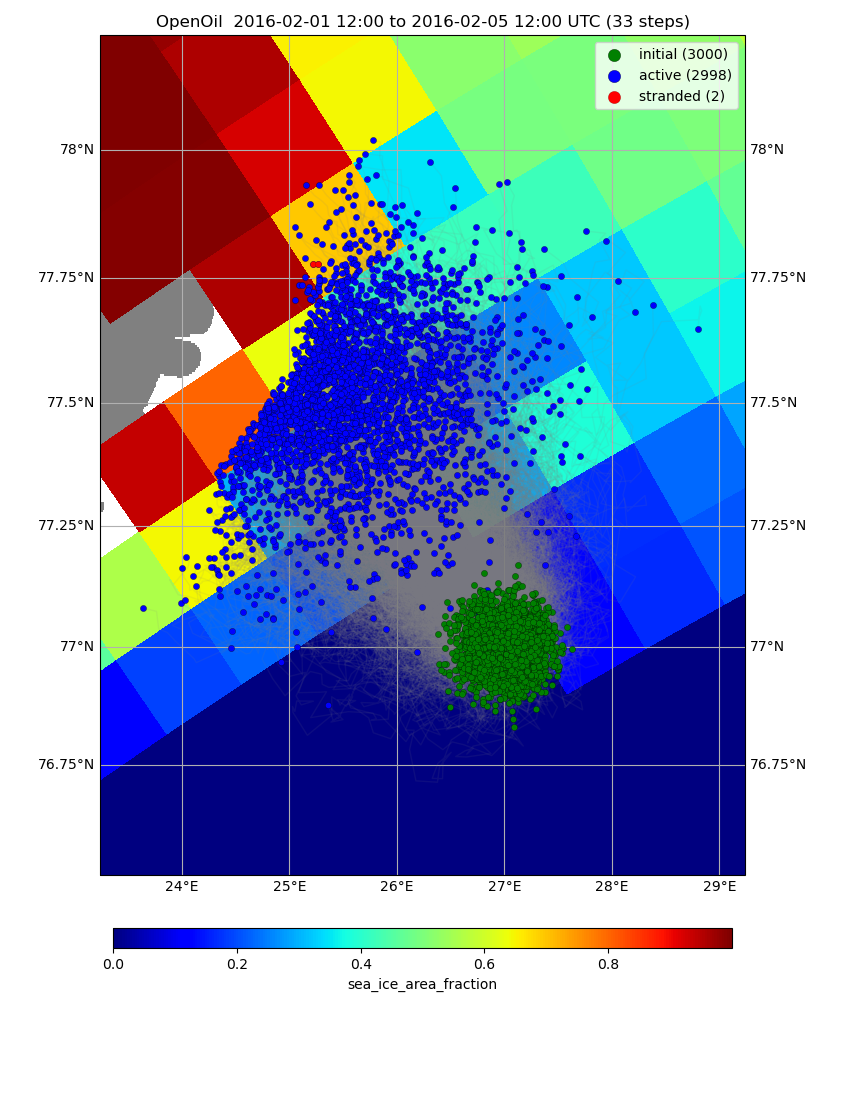 OpenOil  2016-02-01 12:00 to 2016-02-05 12:00 UTC (33 steps)
initial (3000)
active (2998)
stranded (2)
78°N 78°N
77.75°N 77.75°N
77.5°N 77.5°N
77.25°N 77.25°N
77°N 77°N
76.75°N 76.75°N
24°E 25°E 26°E 27°E 28°E 29°E
0.0 0.2 0.4 0.6 0.8
sea_ice_area_fraction